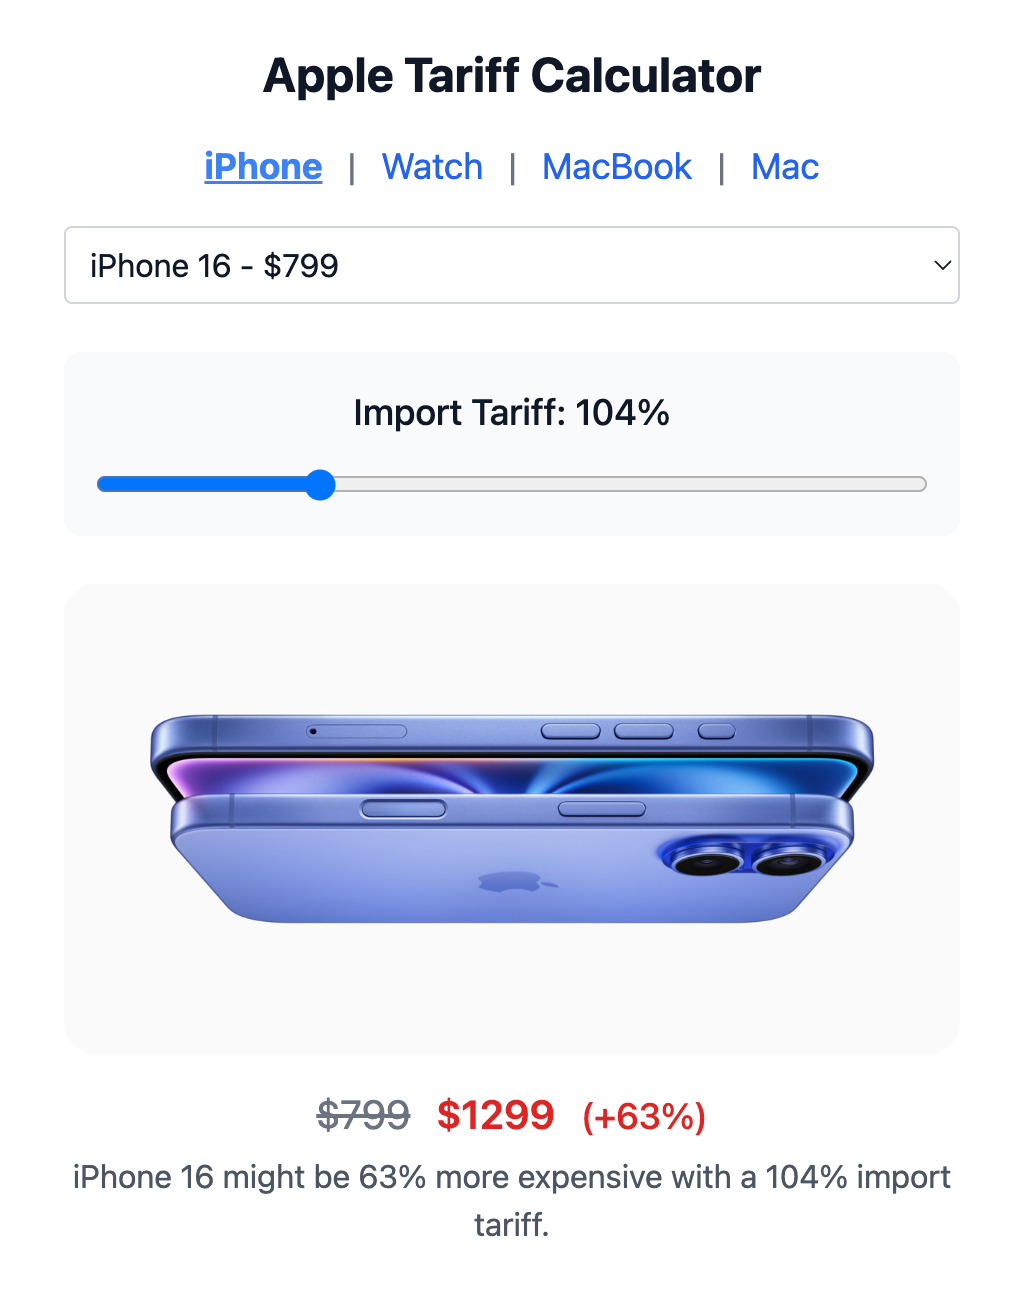 Apple Tariff Calculator
iPhone | Watch | MacBook | Mac
iPhone 16 - $799
Import Tariff: 104%
$799 $1299 (+63%)
iPhone 16 might be 63% more expensive with a 104% import
tariff.